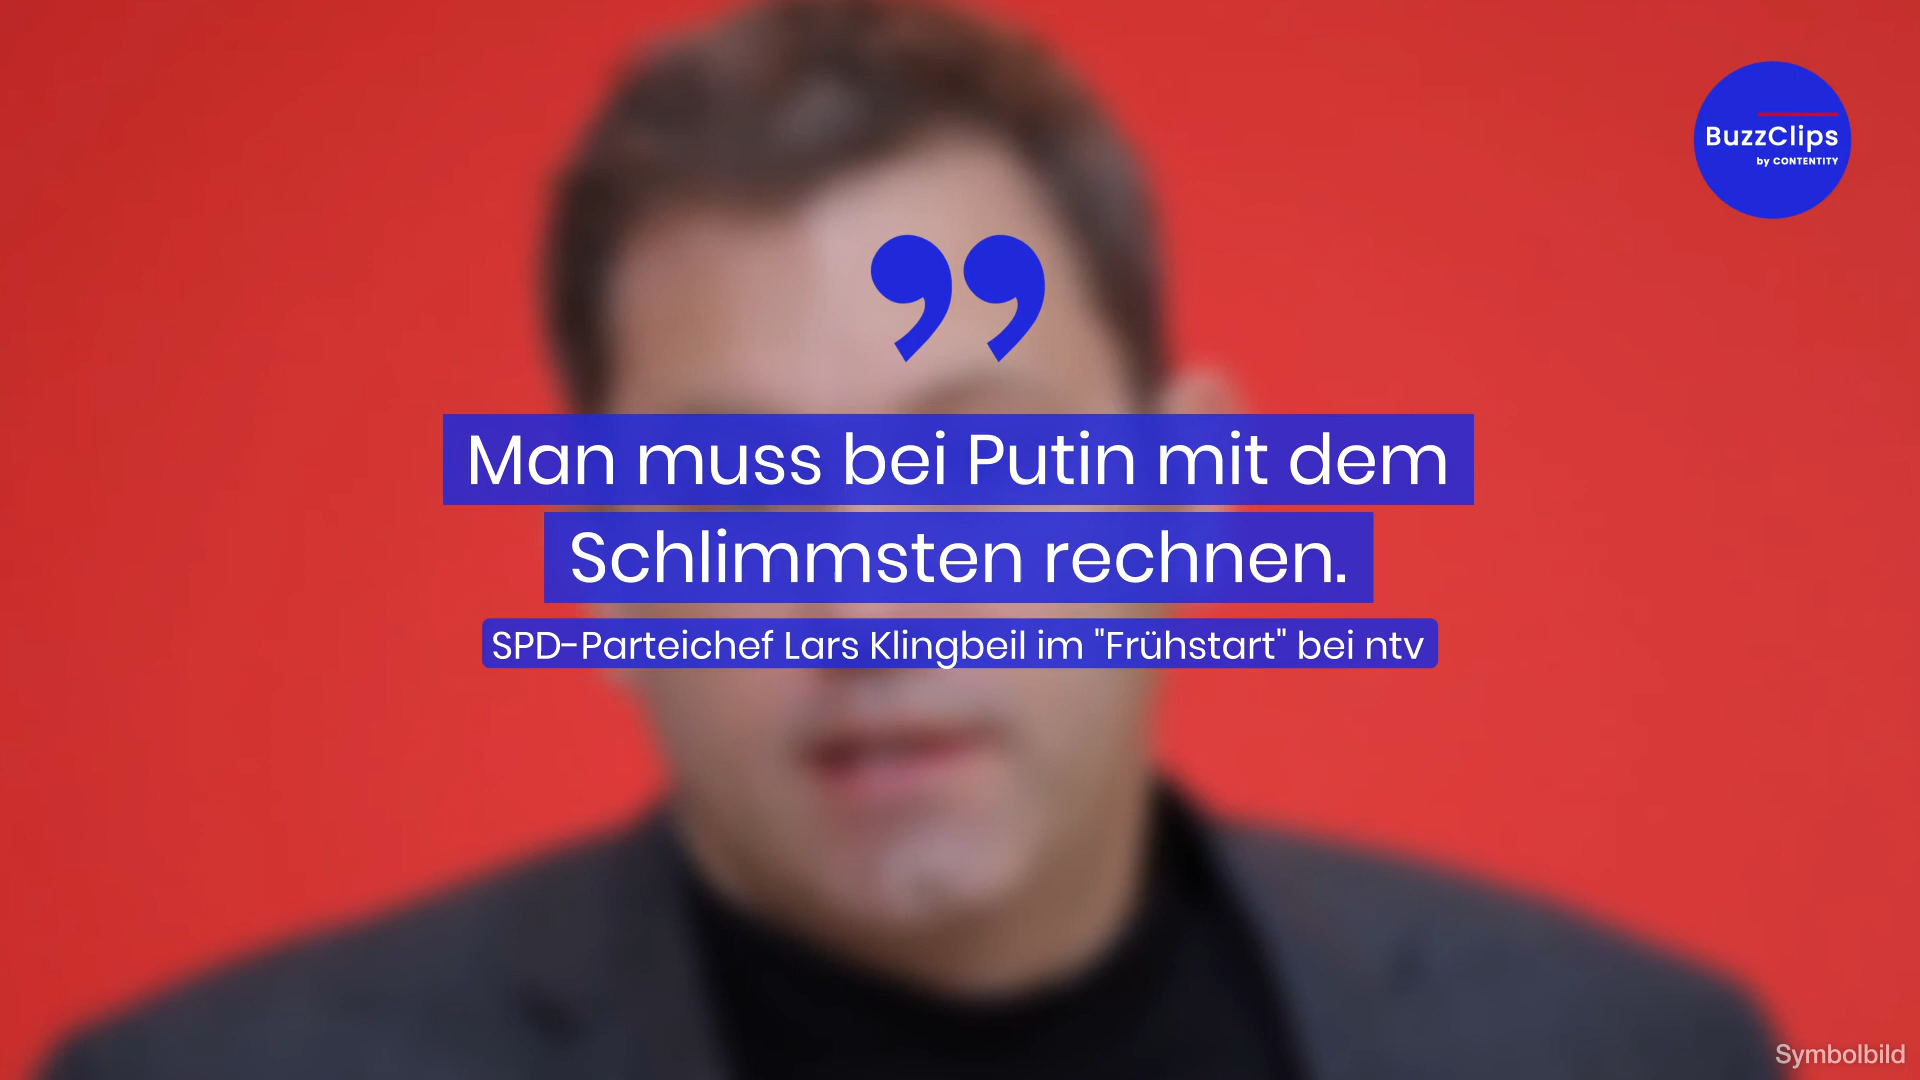 BuzzClips
by CONTENTITY
”
Man muss bei Putin mit dem
Schlimmsten rechnen.
SPD-Parteichef Lars Klingbeil im "Frühstart" bei ntv
Symbolbild